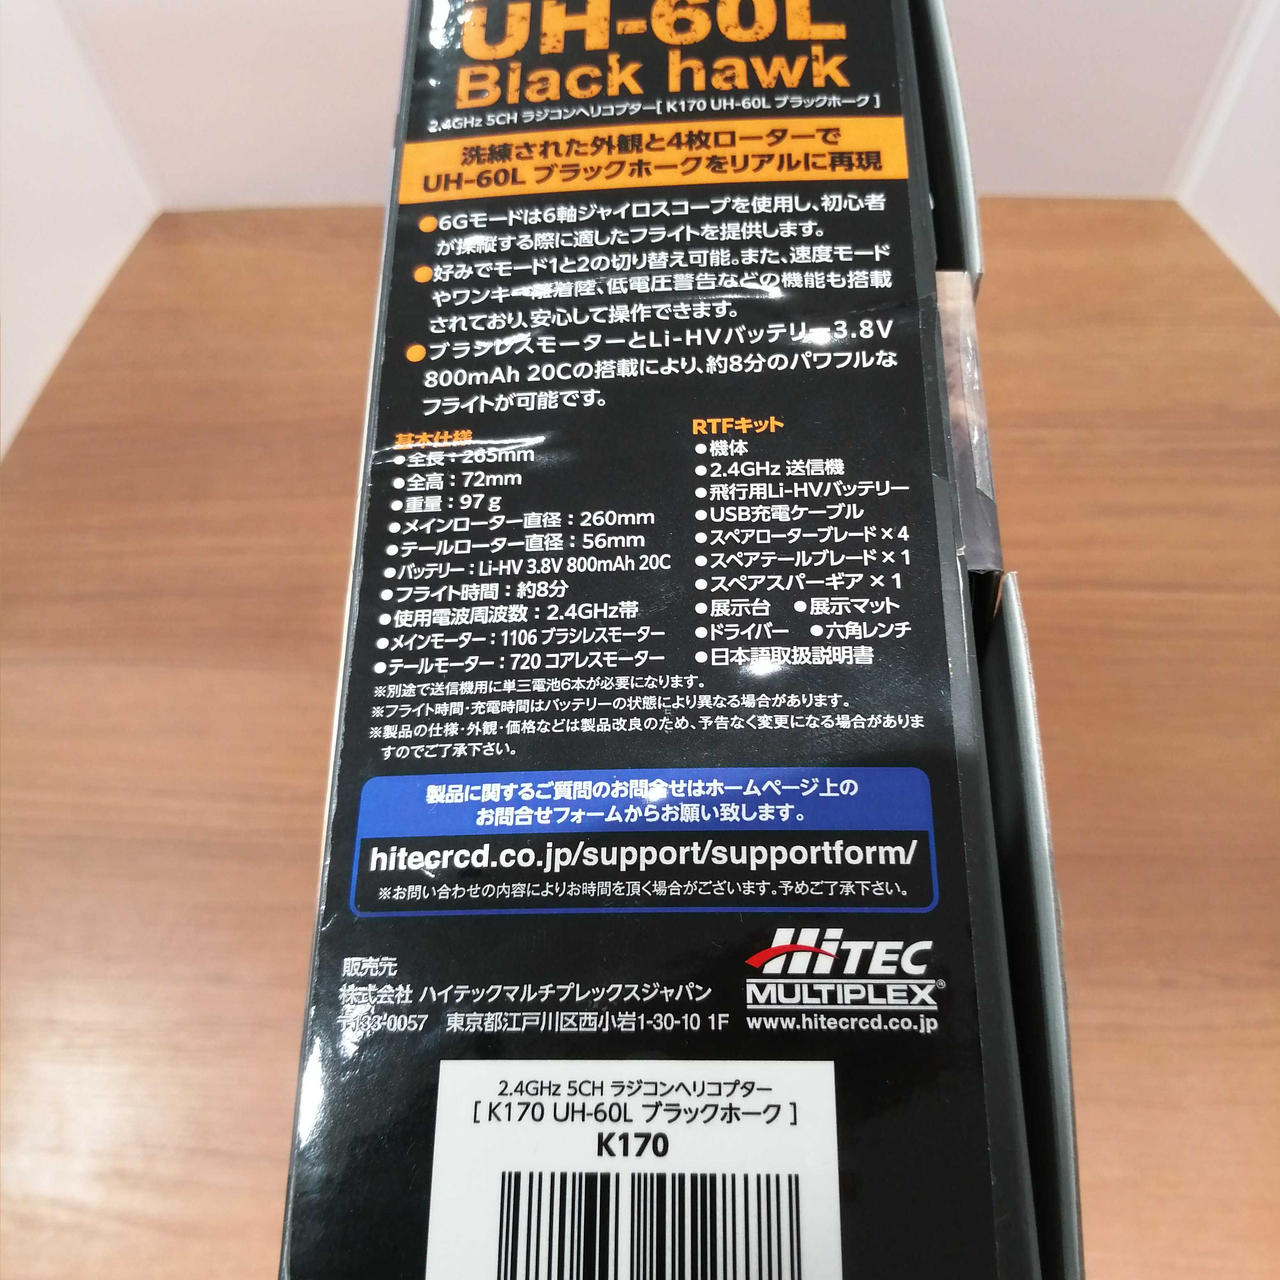 UH-60L
Black hawk
2.4GHz 5CH ラジコンヘリコプター[ K170 UH-60L ブラックホーク ]
洗練された外観と4枚ローターで
UH-60L ブラックホークをリアルに再現
●6Gモードは6軸ジャイロスコープを使用し、初心者
が操縦する際に適したフライトを提供します。
●好みでモード1と2の切り替え可能。また、速度モード
やワンキー離着陸、低電圧警告などの機能も搭載
されており、安心して操作できます。
●ブラシレスモーターとLi-HVバッテリー3.8V
800mAh 20Cの搭載により、約8分のパワフルな
フライトが可能です。
基本仕様
●全長：265mm
●全高：72mm
●重量：97ｇ
●メインローター直径：260mm
●テールローター直径：56mm
●バッテリー：Li-HV 3.8V 800mAh 20C
●フライト時間：約8分
●使用電波周波数：2.4GHz帯
●メインモーター：1106 ブラシレスモーター
●テールモーター：720 コアレスモーター
RTFキット
●機体
●2.4GHz 送信機
●飛行用Li-HVバッテリー
●USB充電ケーブル
●スペアローターブレード×4
●スペアテールブレード×1
●スペアスパーギア×1
●展示台 ●展示マット
●ドライバー ●六角レンチ
●日本語取扱説明書
※別途で送信機用に単三電池6本が必要になります。
※フライト時間・充電時間はバッテリーの状態により異なる場合があります。
※製品の仕様・外観・価格などは製品改良のため、予告なく変更になる場合がありま
すのでご了承下さい。
製品に関するご質問のお問合せはホームページ上の
お問合せフォームからお願い致します。
hitecrcd.co.jp/support/supportform/
※お問い合わせの内容によりお時間を頂く場合がございます。予めご了承下さい。
HiTEC
MULTIPLEX®
www.hitecrcd.co.jp
販売元
株式会社 ハイテックマルチプレックスジャパン
〒133-0057 東京都江戸川区西小岩1-30-10 1F
2.4GHz 5CH ラジコンヘリコプター
[ K170 UH-60L ブラックホーク ]
K170